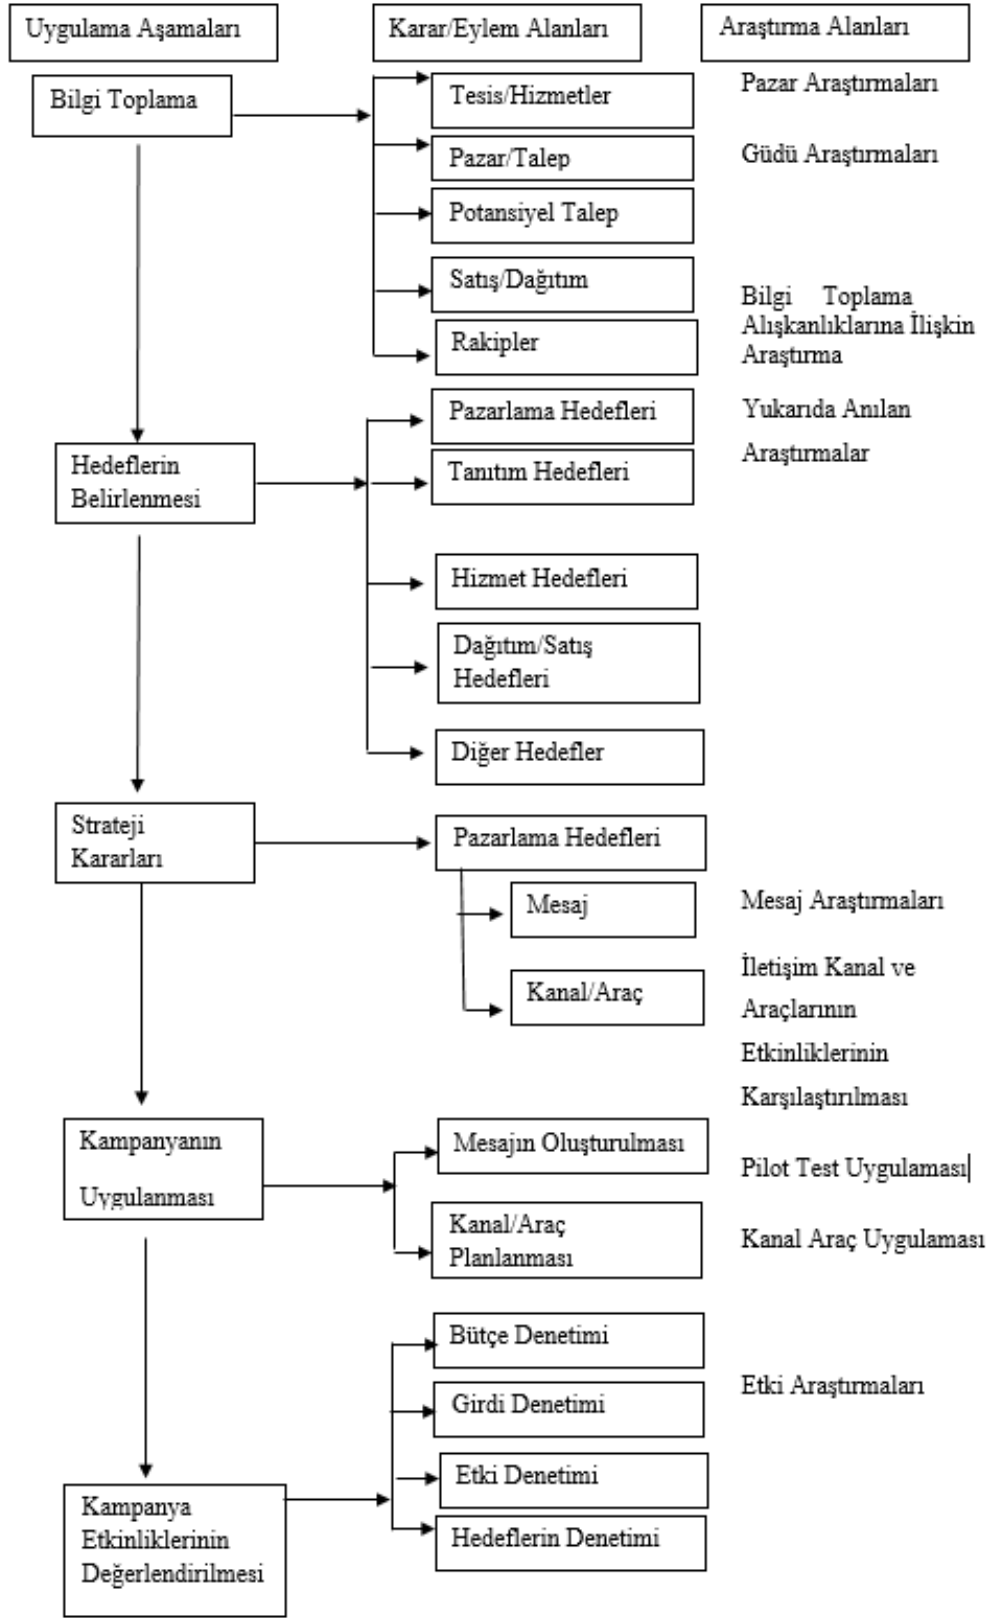 Uygulama Aşamaları
Karar/Eylem Alanları
Araştırma Alanları
Bilgi Toplama
Tesis/Hizmetler
Pazar Araştırmaları
Pazar/Talep
Güdü Araştırmaları
Potansiyel Talep
Satış/Dağıtım
Bilgi Toplama
Alışkanlıklarına İlişkin
Araştırma
Rakipler
Pazarlama Hedefleri
Yukarıda Anılan
Araştırmalar
Hedeflerin
Belirlenmesi
Tanıtım Hedefleri
Hizmet Hedefleri
Dağıtım/Satış
Hedefleri
Diğer Hedefler
Strateji
Kararları
Pazarlama Hedefleri
Mesaj
Mesaj Araştırmaları
Kanal/Araç
İletişim Kanal ve
Araçlarının
Etkinliklerinin
Karşılaştırılması
Kampanyanın
Uygulanması
Mesajın Oluşturulması
Pilot Test Uygulaması
Kanal/Araç
Planlanması
Kanal Araç Uygulaması
Bütçe Denetimi
Girdi Denetimi
Etki Araştırmaları
Etki Denetimi
Hedeflerin Denetimi
Kampanya
Etkinliklerinin
Değerlendirilmesi